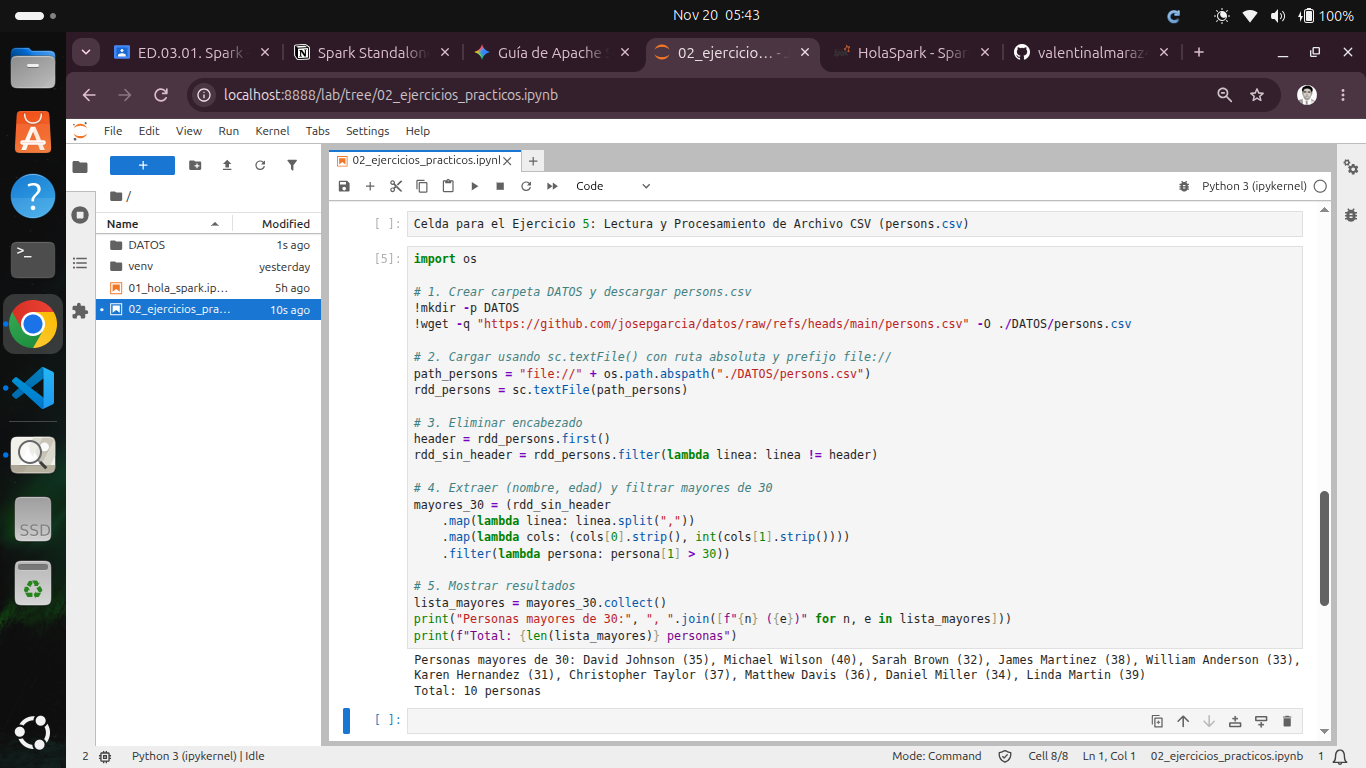 Nov 20 05:43
100%
ED.03.01. Spark
Spark Standalon
Guía de Apache
02_ejercicio…
HolaSpark - Spar
valentinalmaraz
localhost:8888/lab/tree/02_ejercicios_practicos.ipynb
File Edit View Run Kernel Tabs Settings Help
+
/
Name Modified
DATOS 1s ago
venv yesterday
01_hola_spark.ip… 5h ago
02_ejercicios_pra… 10s ago
02_ejercicios_practicos.ipynl
Code
Python 3 (ipykernel)
[ ]: Celda para el Ejercicio 5: Lectura y Procesamiento de Archivo CSV (persons.csv)
[5]: import os
# 1. Crear carpeta DATOS y descargar persons.csv
!mkdir -p DATOS
!wget -q "https://github.com/josepgarcia/datos/raw/refs/heads/main/persons.csv" -O ./DATOS/persons.csv
# 2. Cargar usando sc.textFile() con ruta absoluta y prefijo file://
path_persons = "file://" + os.path.abspath("./DATOS/persons.csv")
rdd_persons = sc.textFile(path_persons)
# 3. Eliminar encabezado
header = rdd_persons.first()
rdd_sin_header = rdd_persons.filter(lambda linea: linea != header)
# 4. Extraer (nombre, edad) y filtrar mayores de 30
mayores_30 = (rdd_sin_header
.map(lambda linea: linea.split(","))
.map(lambda cols: (cols[0].strip(), int(cols[1].strip())))
.filter(lambda persona: persona[1] > 30))
# 5. Mostrar resultados
lista_mayores = mayores_30.collect()
print("Personas mayores de 30:", ", ".join([f"{n} ({e})" for n, e in lista_mayores]))
print(f"Total: {len(lista_mayores)} personas")
Personas mayores de 30: David Johnson (35), Michael Wilson (40), Sarah Brown (32), James Martinez (38), William Anderson (33),
Karen Hernandez (31), Christopher Taylor (37), Matthew Davis (36), Daniel Miller (34), Linda Martin (39)
Total: 10 personas
[ ]:
SSD
2
Python 3 (ipykernel) | Idle
Mode: Command
Cell 8/8
Ln 1, Col 1
02_ejercicios_practicos.ipynb
1